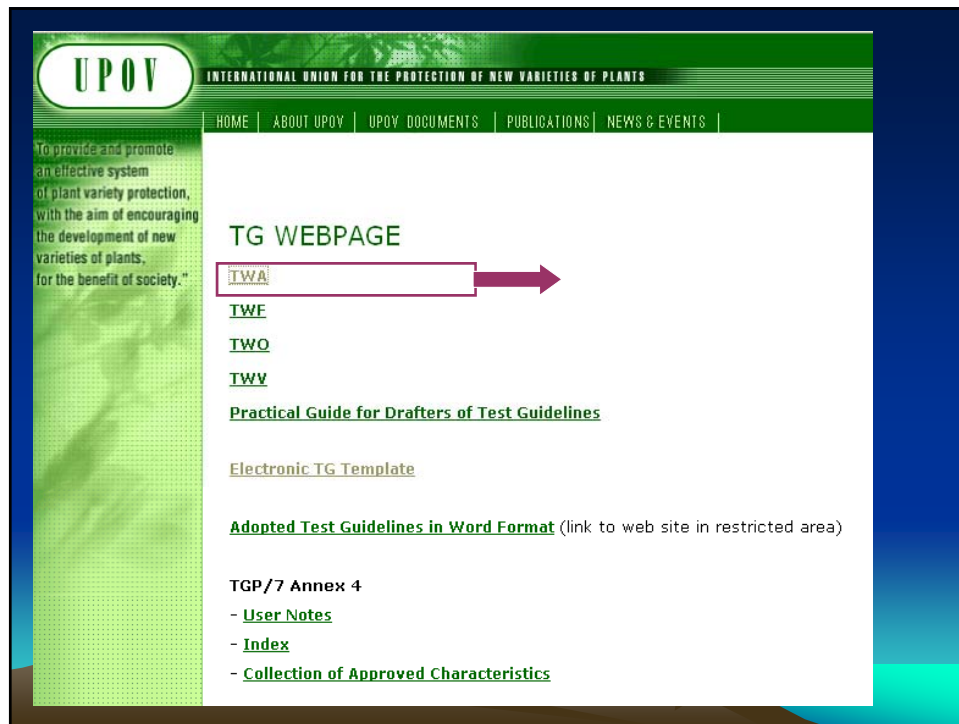 UPOV
INTERNATIONAL UNION FOR THE PROTECTION OF NEW VARIETIES OF PLANTS
HOME | ABOUT UPOV | UPOV DOCUMENTS | PUBLICATIONS | NEWS & EVENTS |
To provide and promote
an effective system
of plant variety protection,
with the aim of encouraging
the development of new
varieties of plants,
for the benefit of society."
TG WEBPAGE
TWA
TWF
TWO
TWV
Practical Guide for Drafters of Test Guidelines
Electronic TG Template
Adopted Test Guidelines in Word Format (link to web site in restricted area)
TGP/7 Annex 4
- User Notes
- Index
- Collection of Approved Characteristics